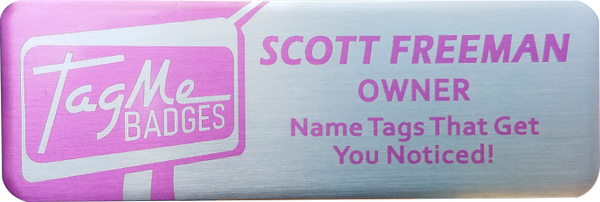 TagMe
BADGES
SCOTT FREEMAN
OWNER
Name Tags That Get
You Noticed!